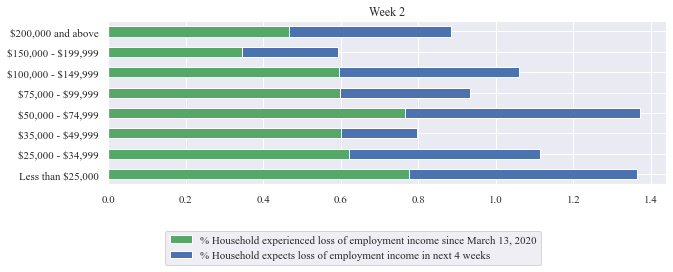 Week 2
$200,000 and above
$150,000 - $199,999
$100,000 - $149,999
$75,000 - $99,999
$50,000 - $74,999
$35,000 - $49,999
$25,000 - $34,999
Less than $25,000
0.0 0.2 0.4 0.6 0.8 1.0 1.2 1.4
% Household experienced loss of employment income since March 13, 2020
% Household expects loss of employment income in next 4 weeks